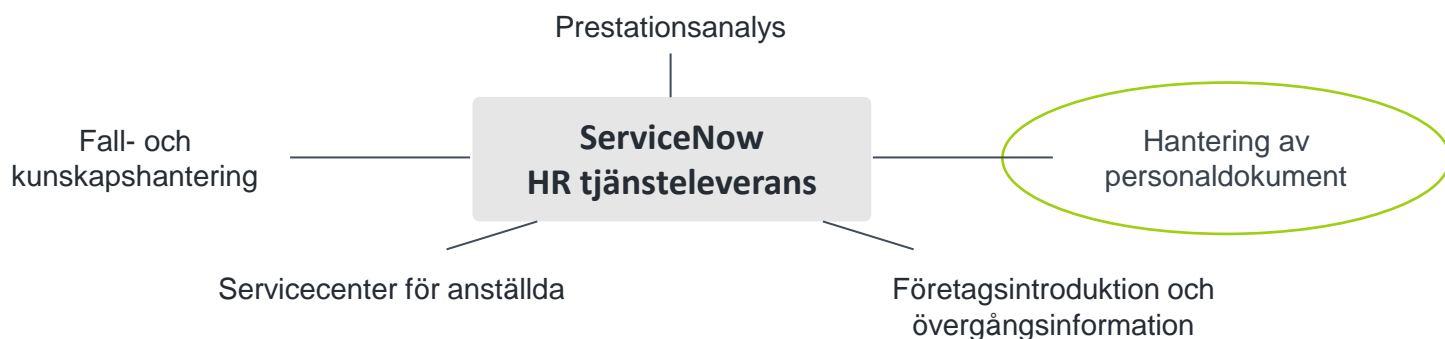 Prestationsanalys
ServiceNow
HR tjänsteleverans
Fall- och
kunskapshantering
Hantering av
personaldokument
Servicecenter för anställda
Företagsintroduktion och
övergångsinformation